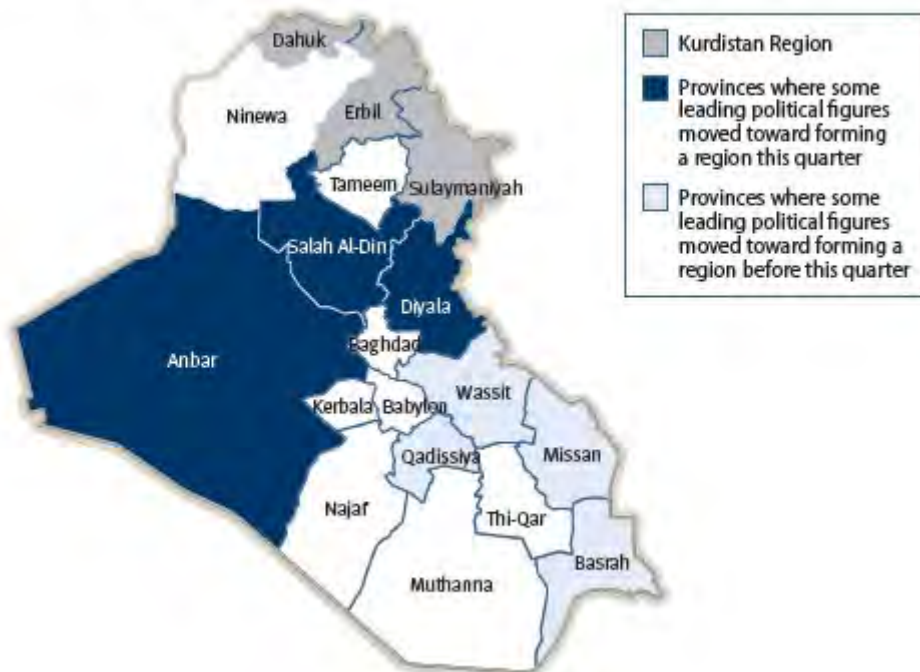 Dahuk
Ninewa
Erbil
Tameem
Sulaymaniyah
Salah Al-Din
Diyala
Baghdad
Anbar
Wassit
Kerbala
Babylon
Qadissiya
Missan
Najaf
Thi-Qar
Basrah
Muthanna
Kurdistan Region
Provinces where some
leading political figures
moved toward forming
a region this quarter
Provinces where some
leading political figures
moved toward forming a
region before this quarter